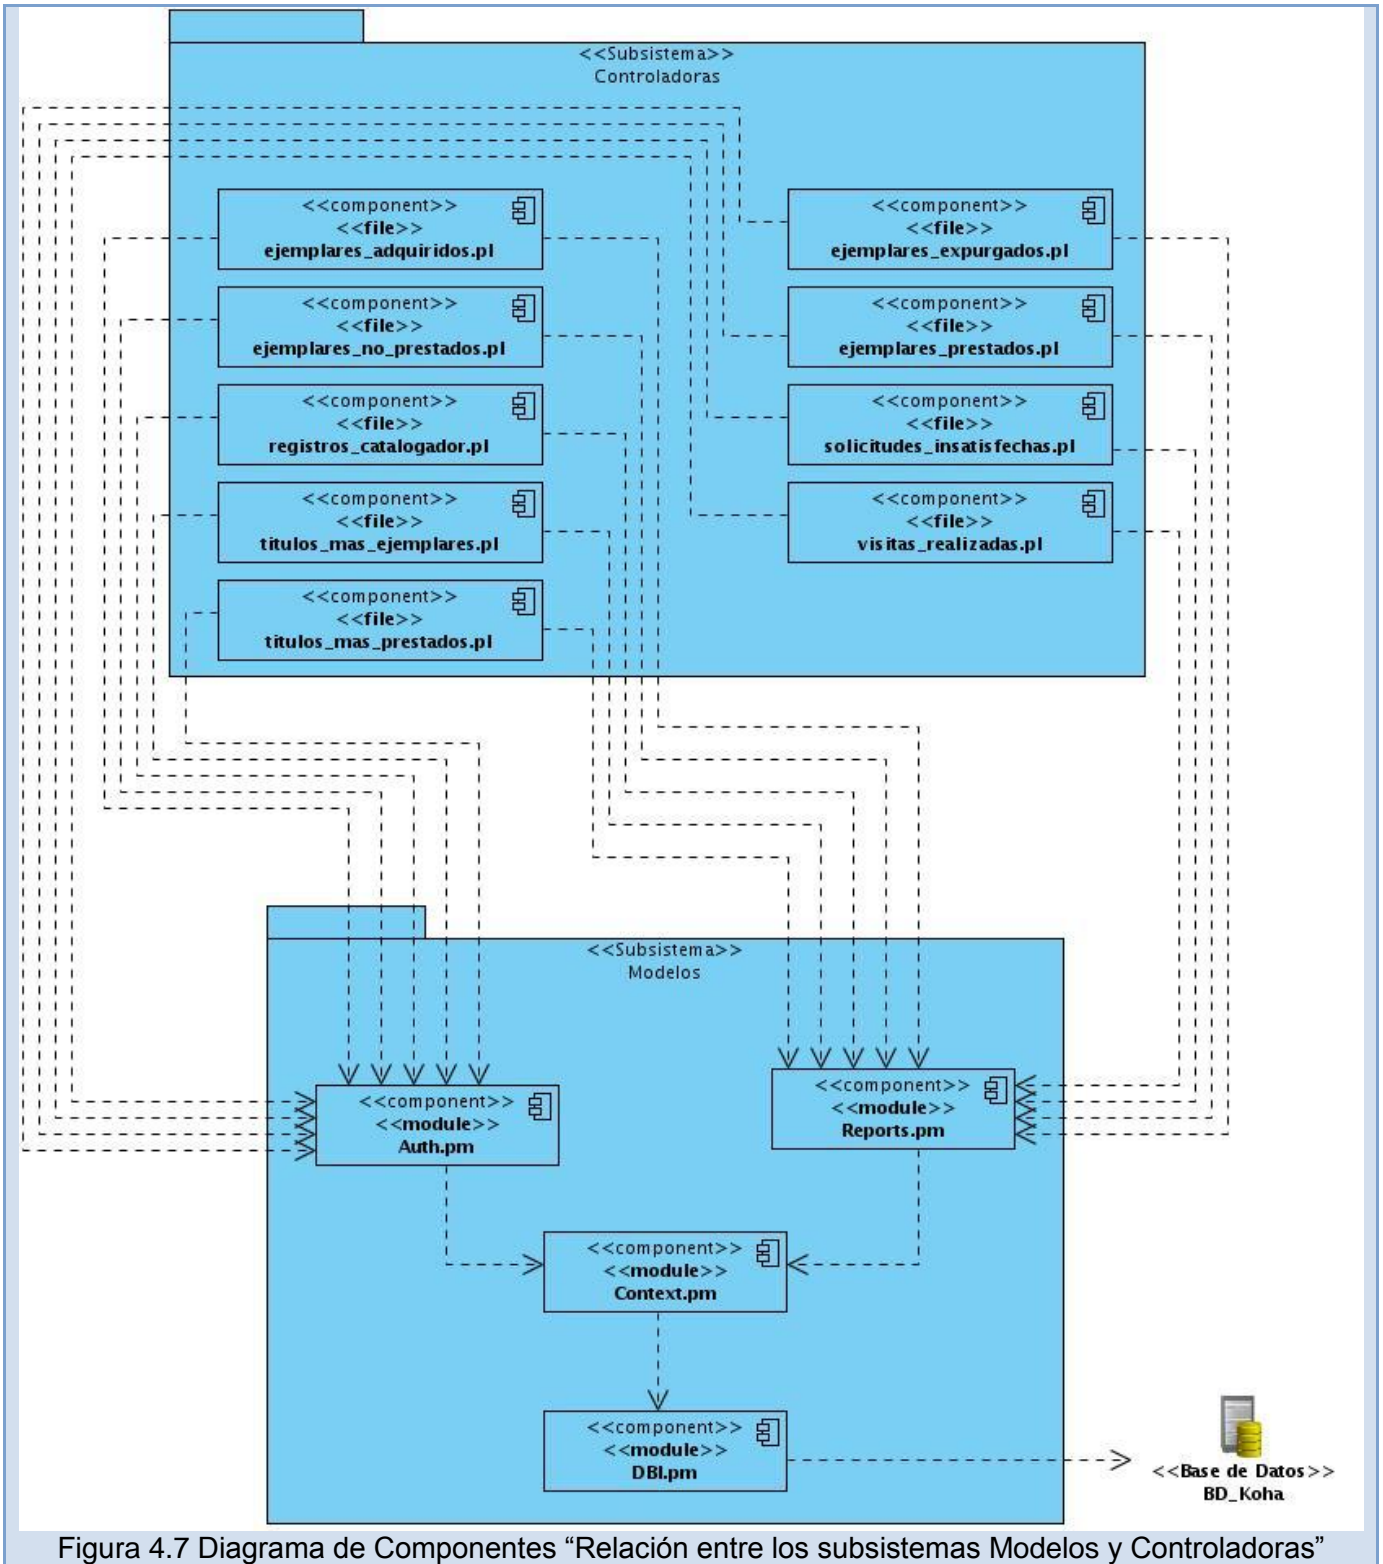 <<Subsistema>>
Controladoras
<<component>>
<<file>>
ejemplares_adquiridos.pl
<<component>>
<<file>>
ejemplares_no_prestados.pl
<<component>>
<<file>>
registros_catalogador.pl
<<component>>
<<file>>
titulos_mas_ejemplares.pl
<<component>>
<<file>>
titulos_mas_prestados.pl
<<component>>
<<file>>
ejemplares_expurgados.pl
<<component>>
<<file>>
ejemplares_prestados.pl
<<component>>
<<file>>
solicitudes_insatisfechas.pl
<<component>>
<<file>>
visitas_realizadas.pl
<<Subsistema>>
Modelos
<<component>>
<<module>>
Auth.pm
<<component>>
<<module>>
Reports.pm
<<component>>
<<module>>
Context.pm
<<component>>
<<module>>
DBI.pm
<<Base de Datos>>
BD_Koha
Figura 4.7 Diagrama de Componentes “Relación entre los subsistemas Modelos y Controladoras”